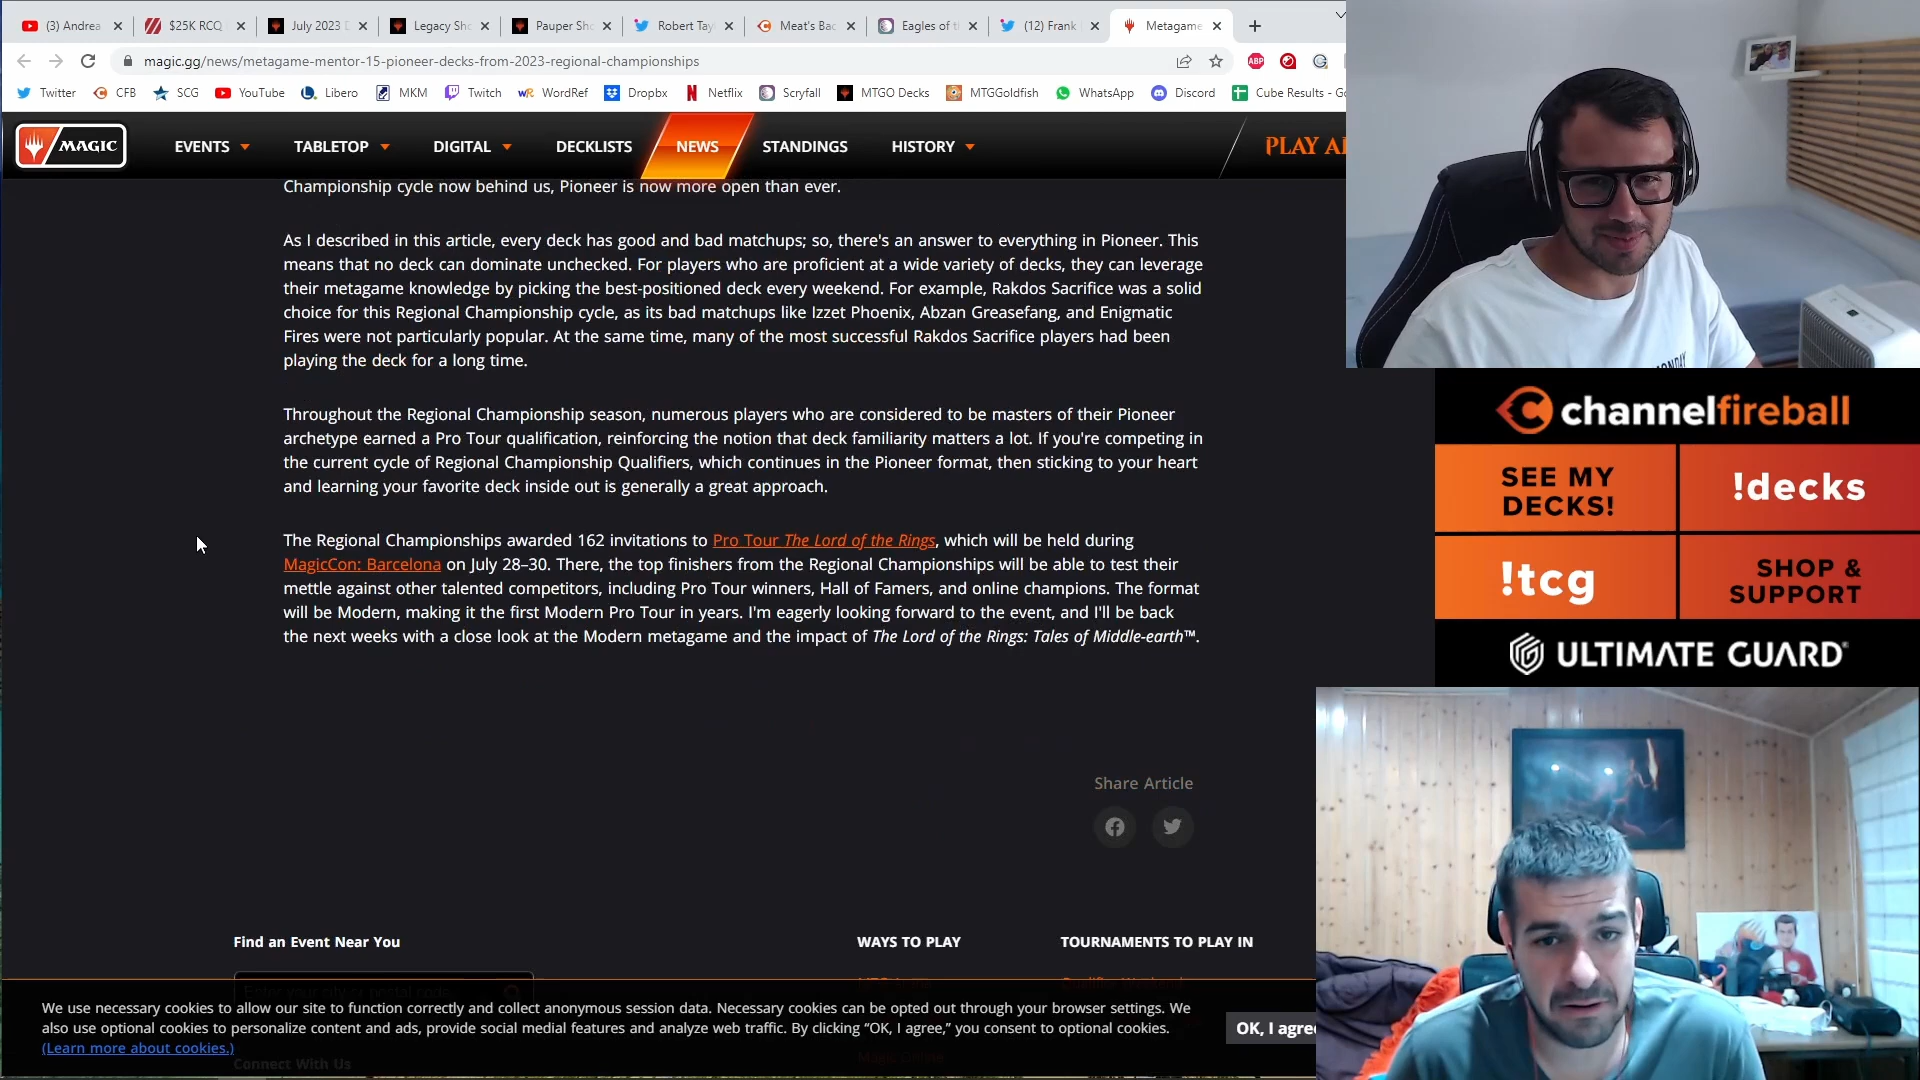 (3) Andrea
$25K RCQ
July 2023 D
Legacy Sho
Pauper Sho
Robert Tay
Meat's Bac
Eagles of t
(12) Frank
Metagame
magic.gg/news/metagame-mentor-15-pioneer-decks-from-2023-regional-championships
ABP
Twitter
CFB
SCG
YouTube
Libero
MKM
Twitch
WordRef
Dropbx
Netflix
Scryfall
MTGO Decks
MTGGoldfish
WhatsApp
Discord
Cube Results - Go
MAGIC
EVENTS
TABLETOP
DIGITAL
DECKLISTS
NEWS
STANDINGS
HISTORY
PLAY A
Championship cycle now behind us, Pioneer is now more open than ever.
As I described in this article, every deck has good and bad matchups; so, there's an answer to everything in Pioneer. This
means that no deck can dominate unchecked. For players who are proficient at a wide variety of decks, they can leverage
their metagame knowledge by picking the best-positioned deck every weekend. For example, Rakdos Sacrifice was a solid
choice for this Regional Championship cycle, as its bad matchups like Izzet Phoenix, Abzan Greasefang, and Enigmatic
Fires were not particularly popular. At the same time, many of the most successful Rakdos Sacrifice players had been
playing the deck for a long time.
Throughout the Regional Championship season, numerous players who are considered to be masters of their Pioneer
archetype earned a Pro Tour qualification, reinforcing the notion that deck familiarity matters a lot. If you're competing in
the current cycle of Regional Championship Qualifiers, which continues in the Pioneer format, then sticking to your heart
and learning your favorite deck inside out is generally a great approach.
The Regional Championships awarded 162 invitations to Pro Tour The Lord of the Rings, which will be held during
MagicCon: Barcelona on July 28–30. There, the top finishers from the Regional Championships will be able to test their
mettle against other talented competitors, including Pro Tour winners, Hall of Famers, and online champions. The format
will be Modern, making it the first Modern Pro Tour in years. I'm eagerly looking forward to the event, and I'll be back
the next weeks with a close look at the Modern metagame and the impact of The Lord of the Rings: Tales of Middle-earth™.
channelfireball
SEE MY
DECKS!
!decks
!tcg
SHOP &
SUPPORT
ULTIMATE GUARD
Share Article
Find an Event Near You
WAYS TO PLAY
TOURNAMENTS TO PLAY IN
We use necessary cookies to allow our site to function correctly and collect anonymous session data. Necessary cookies can be opted out through your browser settings. We
also use optional cookies to personalize content and ads, provide social medial features and analyze web traffic. By clicking “OK, I agree,” you consent to optional cookies.
(Learn more about cookies.)
OK, I agree
Connect With Us